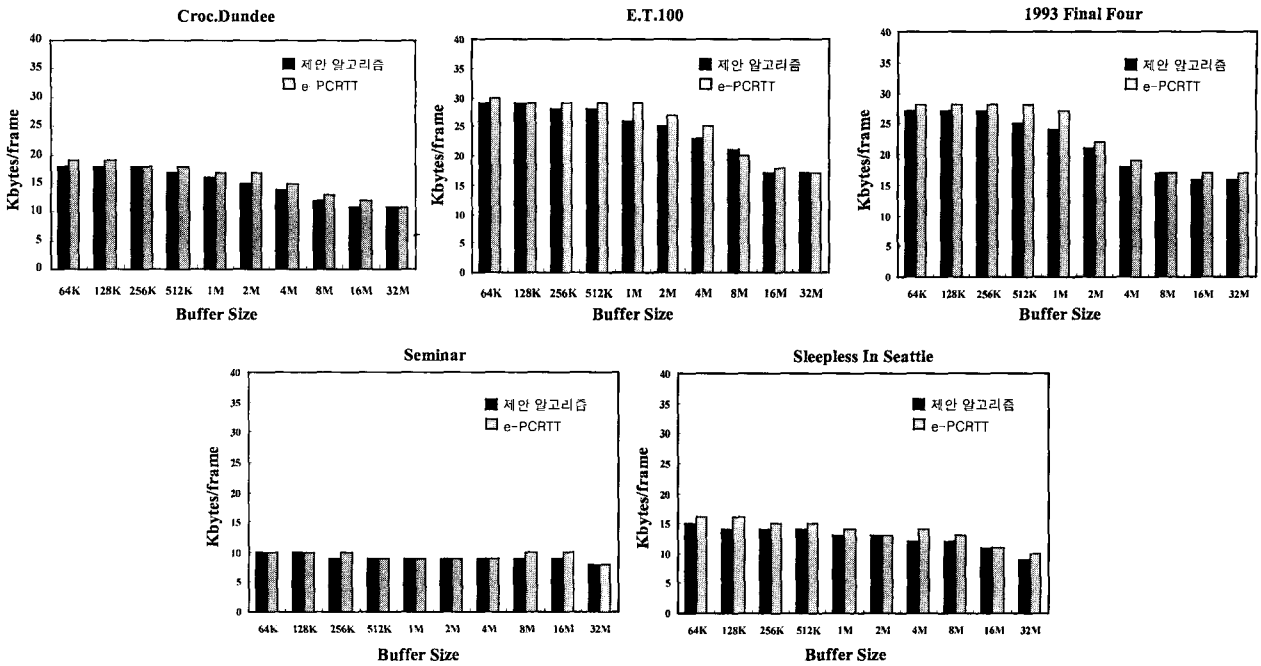 Croc.Dundee
40
35
30
25
20
15
10
5
0
Kbytes/frame
제안 알고리즘
e-PCRTT
64K 128K 256K 512K 1M 2M 4M 8M 16M 32M
Buffer Size
E.T.100
40
35
30
25
20
15
10
5
0
Kbytes/frame
제안 알고리즘
e-PCRTT
64K 128K 256K 512K 1M 2M 4M 8M 16M 32M
Buffer Size
1993 Final Four
40
35
30
25
20
15
10
5
0
Kbytes/frame
제안 알고리즘
e-PCRTT
64K 128K 256K 512K 1M 2M 4M 8M 16M 32M
Buffer Size
Seminar
40
35
30
25
20
15
10
5
0
Kbytes/frame
제안 알고리즘
e-PCRTT
64K 128K 256K 512K 1M 2M 4M 8M 16M 32M
Buffer Size
Sleepless In Seattle
40
35
30
25
20
15
10
5
0
Kbytes/frame
제안 알고리즘
e-PCRTT
64K 128K 256K 512K 1M 2M 4M 8M 16M 32M
Buffer Size